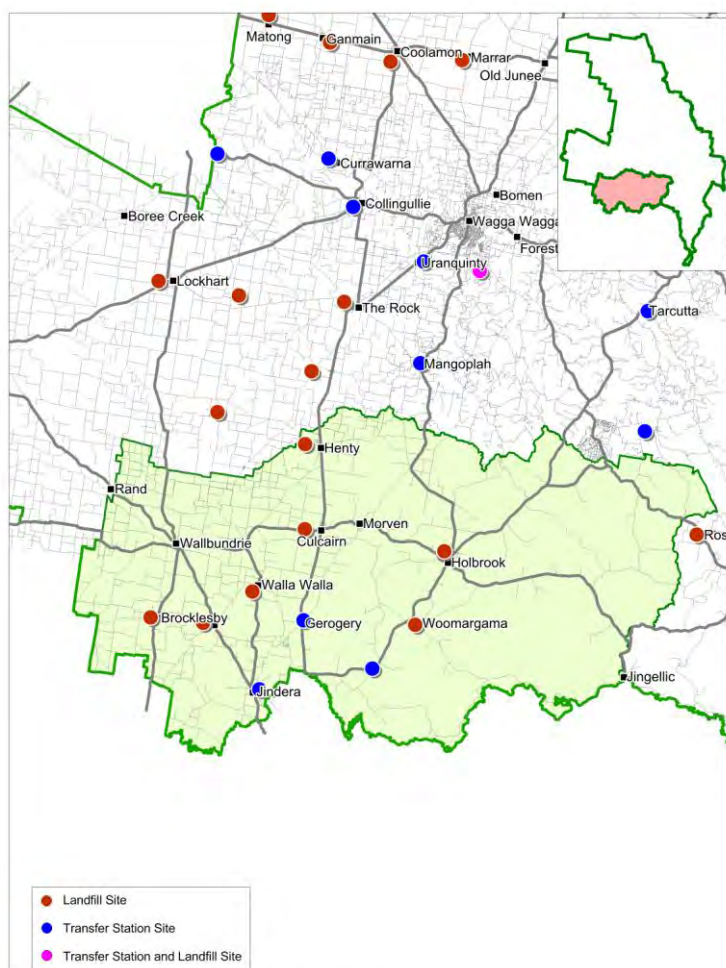 Matong
Ganmain
Coolamon
Marrar
Old Junee
Currawarna
Collingullie
Bomen
Boree Creek
Wagga Wagga
Forest
Uranquinty
Lockhart
The Rock
Tarcutta
Mangoplah
Henty
Rand
Morven
Culcairn
Wallbundrie
Ros
Holbrook
Walla Walla
Brocklesby
Gerogery
Woomargama
Jingellic
Jindera
Landfill Site
Transfer Station Site
Transfer Station and Landfill Site